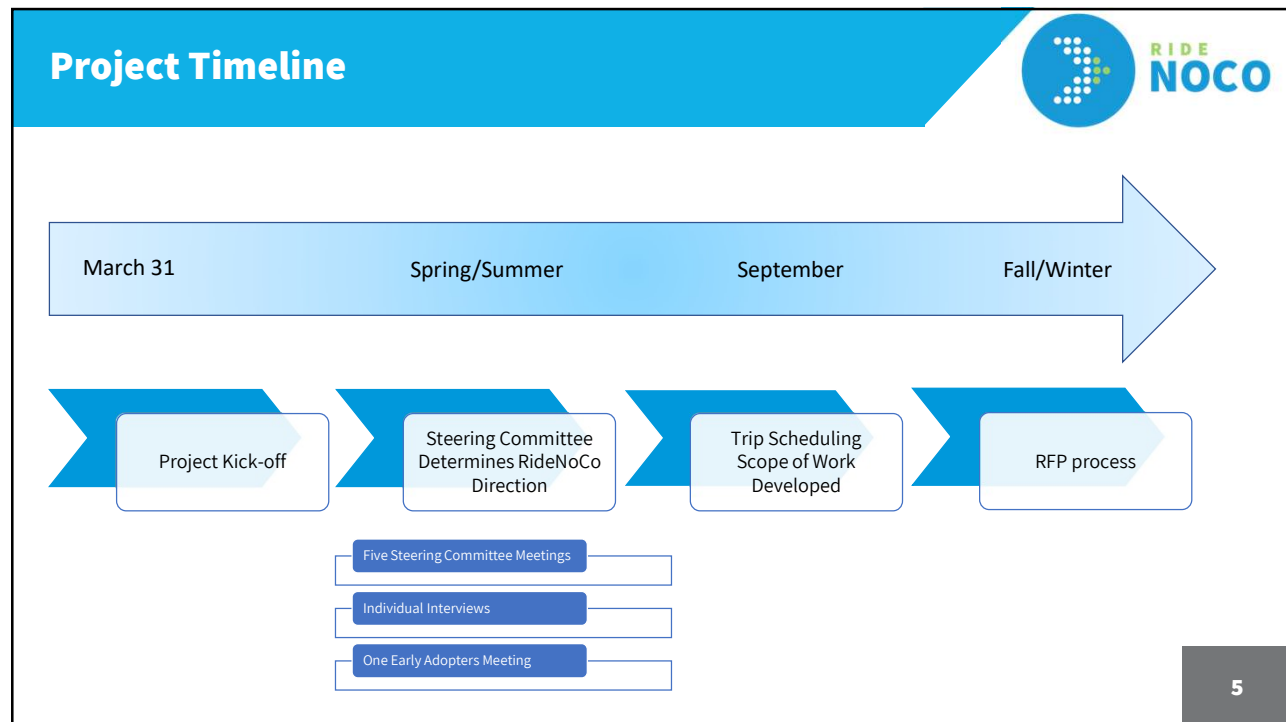 Project Timeline
RIDE
NOCO
March 31
Spring/Summer
September
Fall/Winter
Project Kick-off
Steering Committee
Determines RideNoCo
Direction
Trip Scheduling
Scope of Work
Developed
RFP process
Five Steering Committee Meetings
Individual Interviews
One Early Adopters Meeting
5